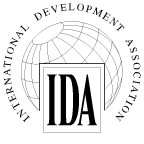 INTERNATIONAL DEVELOPMENT ASSOCIATION
IDA